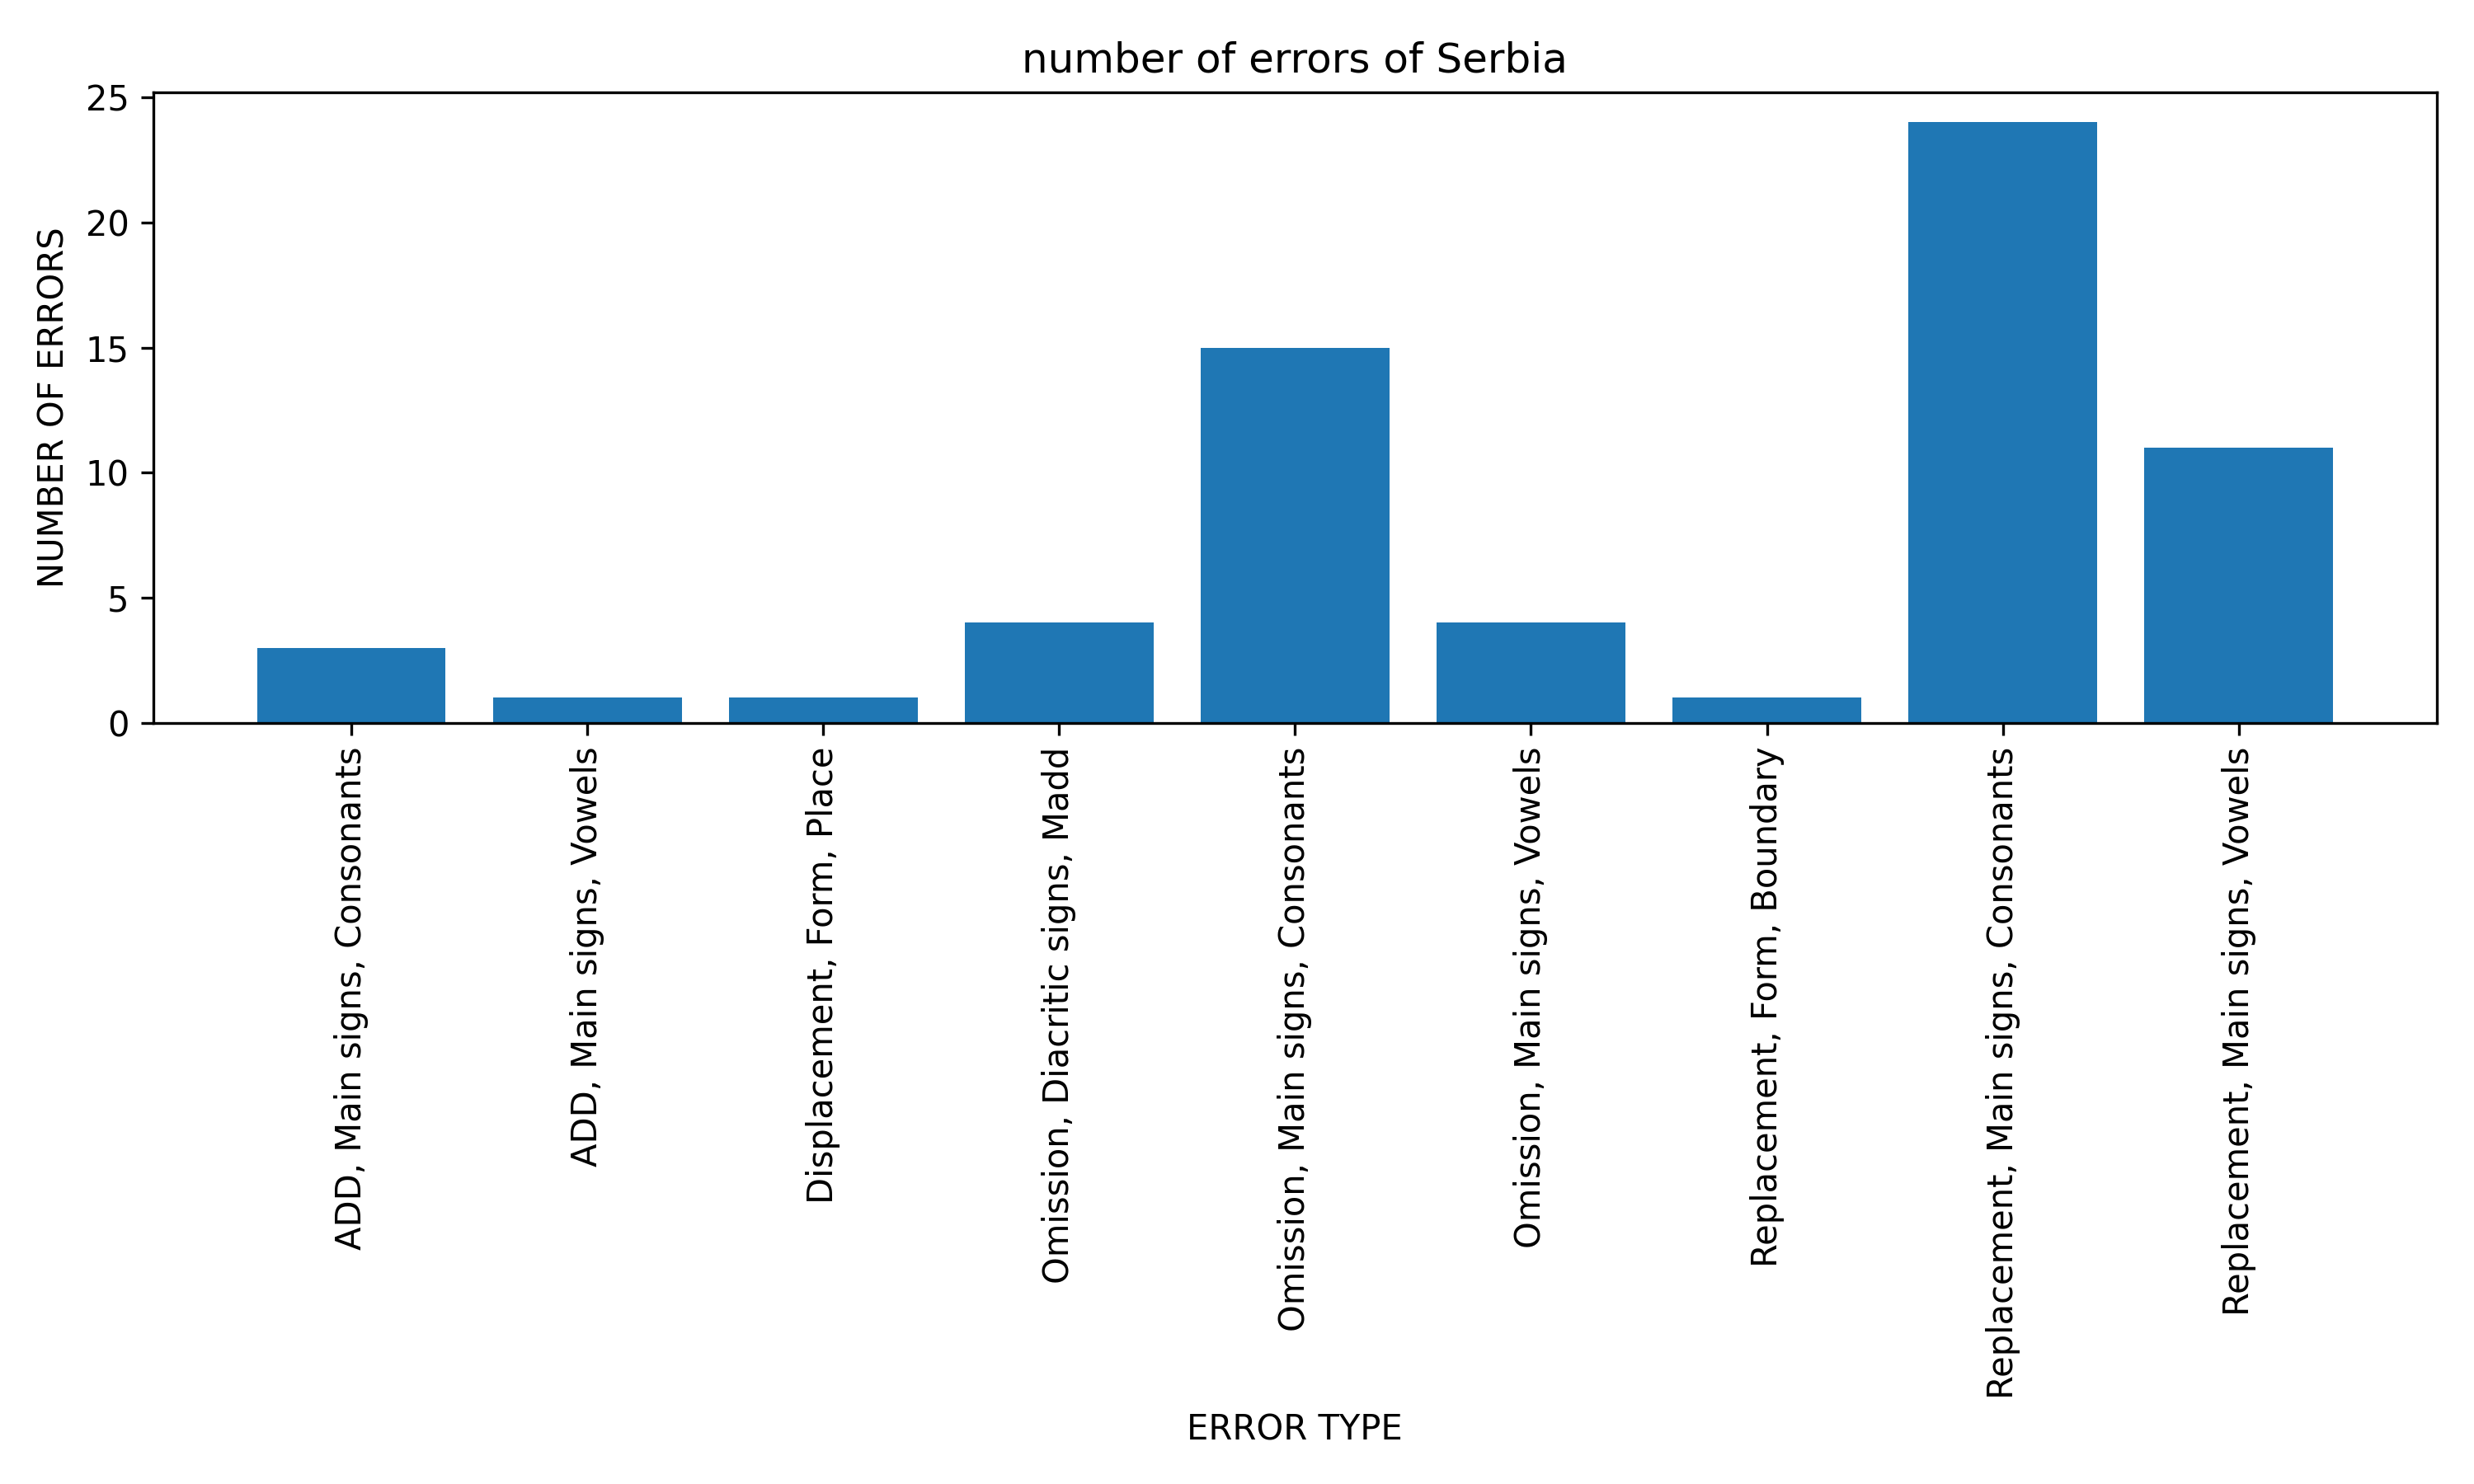 number of errors of Serbia
NUMBER OF ERRORS
25
20
15
10
5
0
ADD, Main signs, Consonants
ADD, Main signs, Vowels
Displacement, Form, Place
Omission, Diacritic signs, Madd
Omission, Main signs, Consonants
Omission, Main signs, Vowels
Replacement, Form, Boundary
Replacement, Main signs, Consonants
Replacement, Main signs, Vowels
ERROR TYPE